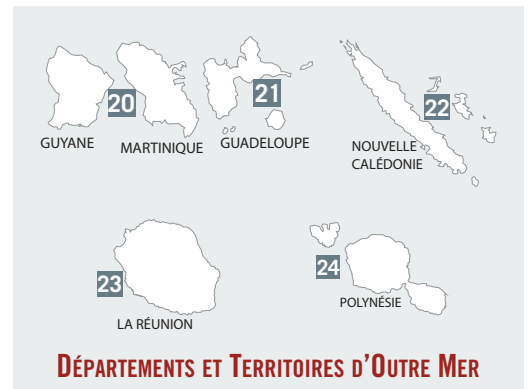 20
21
22
GUYANE
MARTINIQUE
GUADELOUPE
NOUVELLE
CALÉDONIE
23
24
LA RÉUNION
POLYNÉSIE
DÉPARTEMENTS ET TERRITOIRES D'OUTRE MER